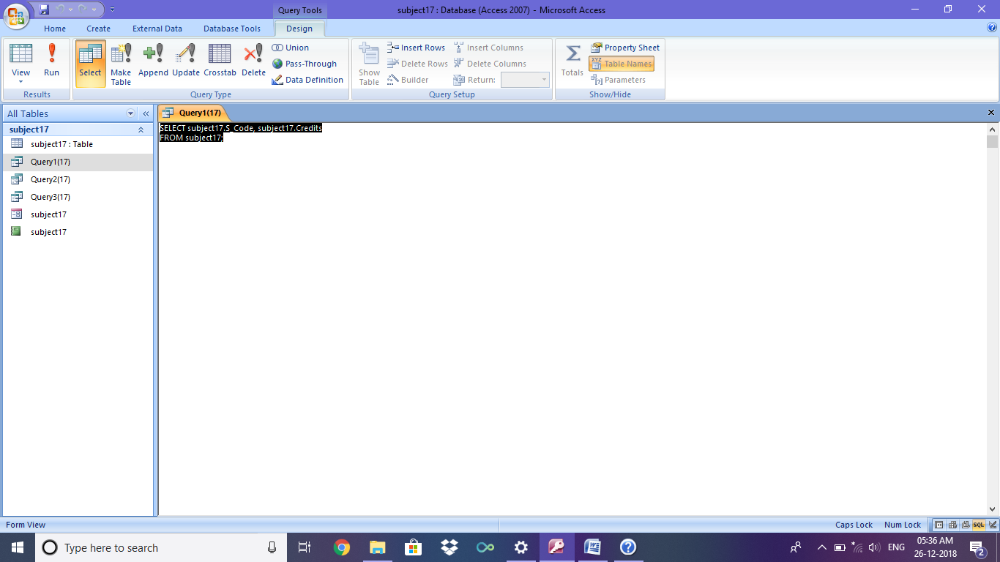 Query Tools
subject17 : Database (Access 2007) - Microsoft Access
Home Create External Data Database Tools Design
View
Run
Results
Select
Make Table
Append
Update
Crosstab
Delete
Union
Pass-Through
Data Definition
Query Type
Show Table
Insert Rows
Delete Rows
Builder
Insert Columns
Delete Columns
Return:
Query Setup
Totals
Property Sheet
XYZ Table Names
Parameters
Show/Hide
All Tables
subject17
subject17 : Table
Query1(17)
Query2(17)
Query3(17)
subject17
subject17
Query1(17)
SELECT subject17.S_Code, subject17.Credits
FROM subject17;
Form View
Caps Lock Num Lock SQL
Type here to search
ENG
05:36 AM
26-12-2018
2